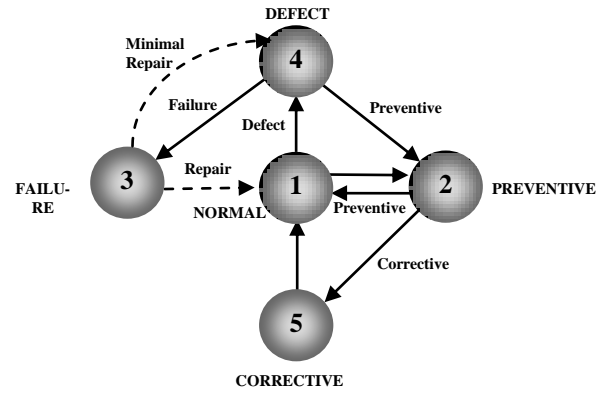 DEFECT
Minimal
Repair
4
Failure
Preventive
Defect
3
Repair
1
2
FAILU-
RE
NORMAL
Preventive
PREVENTIVE
Corrective
5
CORRECTIVE